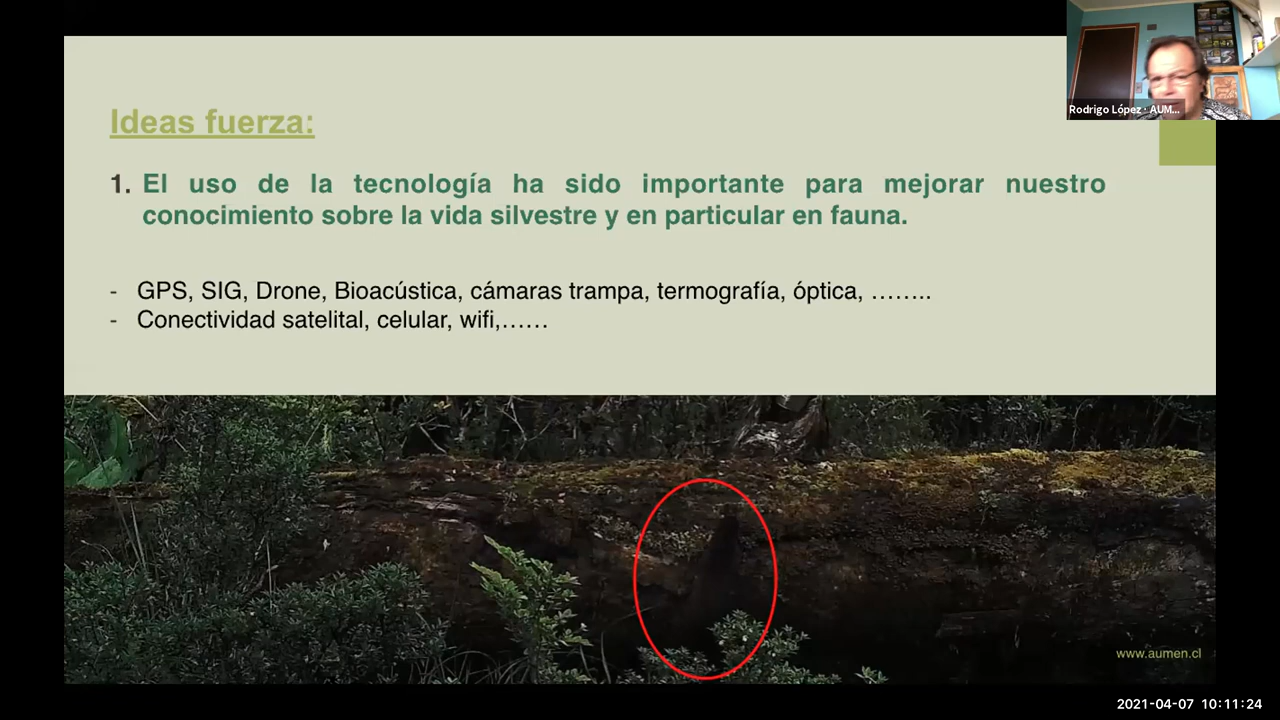 Rodrigo López · AUM...
Ideas fuerza:
1. El uso de la tecnología ha sido importante para mejorar nuestro
conocimiento sobre la vida silvestre y en particular en fauna.
- GPS, SIG, Drone, Bioacústica, cámaras trampa, termografía, óptica, ……..
- Conectividad satelital, celular, wifi,……
www.aumen.cl
2021-04-07 10:11:24